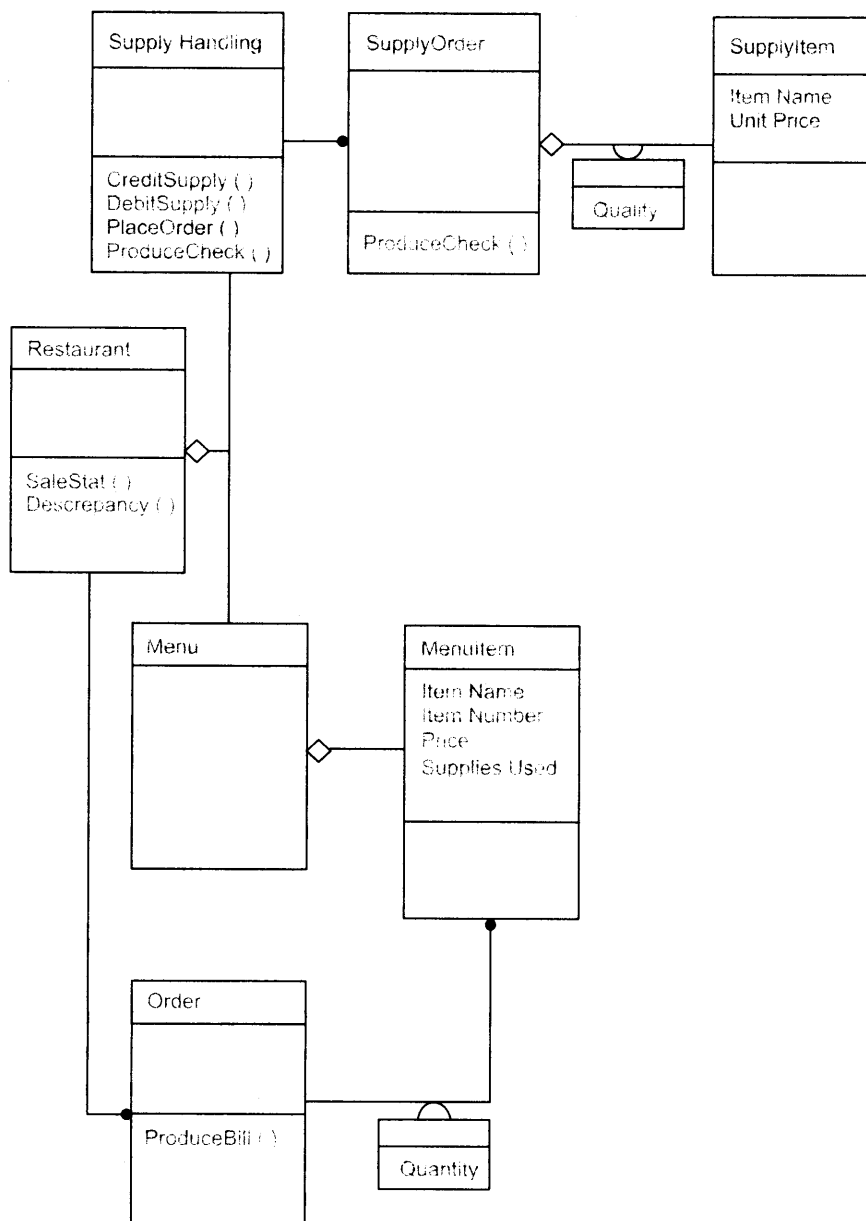 Supply Handling
CreditSupply ( )
DebitSupply ( )
PlaceOrder ( )
ProduceCheck ( )
SupplyOrder
ProduceCheck ( )
SupplyItem
Item Name
Unit Price
Quality
Restaurant
SaleStat ( )
Descrepancy ( )
Menu
MenuItem
Item Name
Item Number
Price
Supplies Used
Order
ProduceBill ( )
Quantity